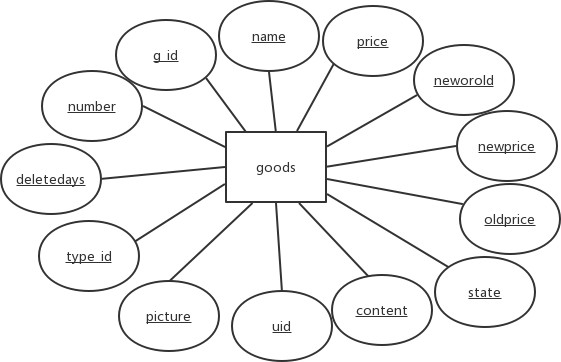 name
price
g_id
neworold
number
newprice
goods
deletedays
oldprice
type_id
state
content
picture
uid